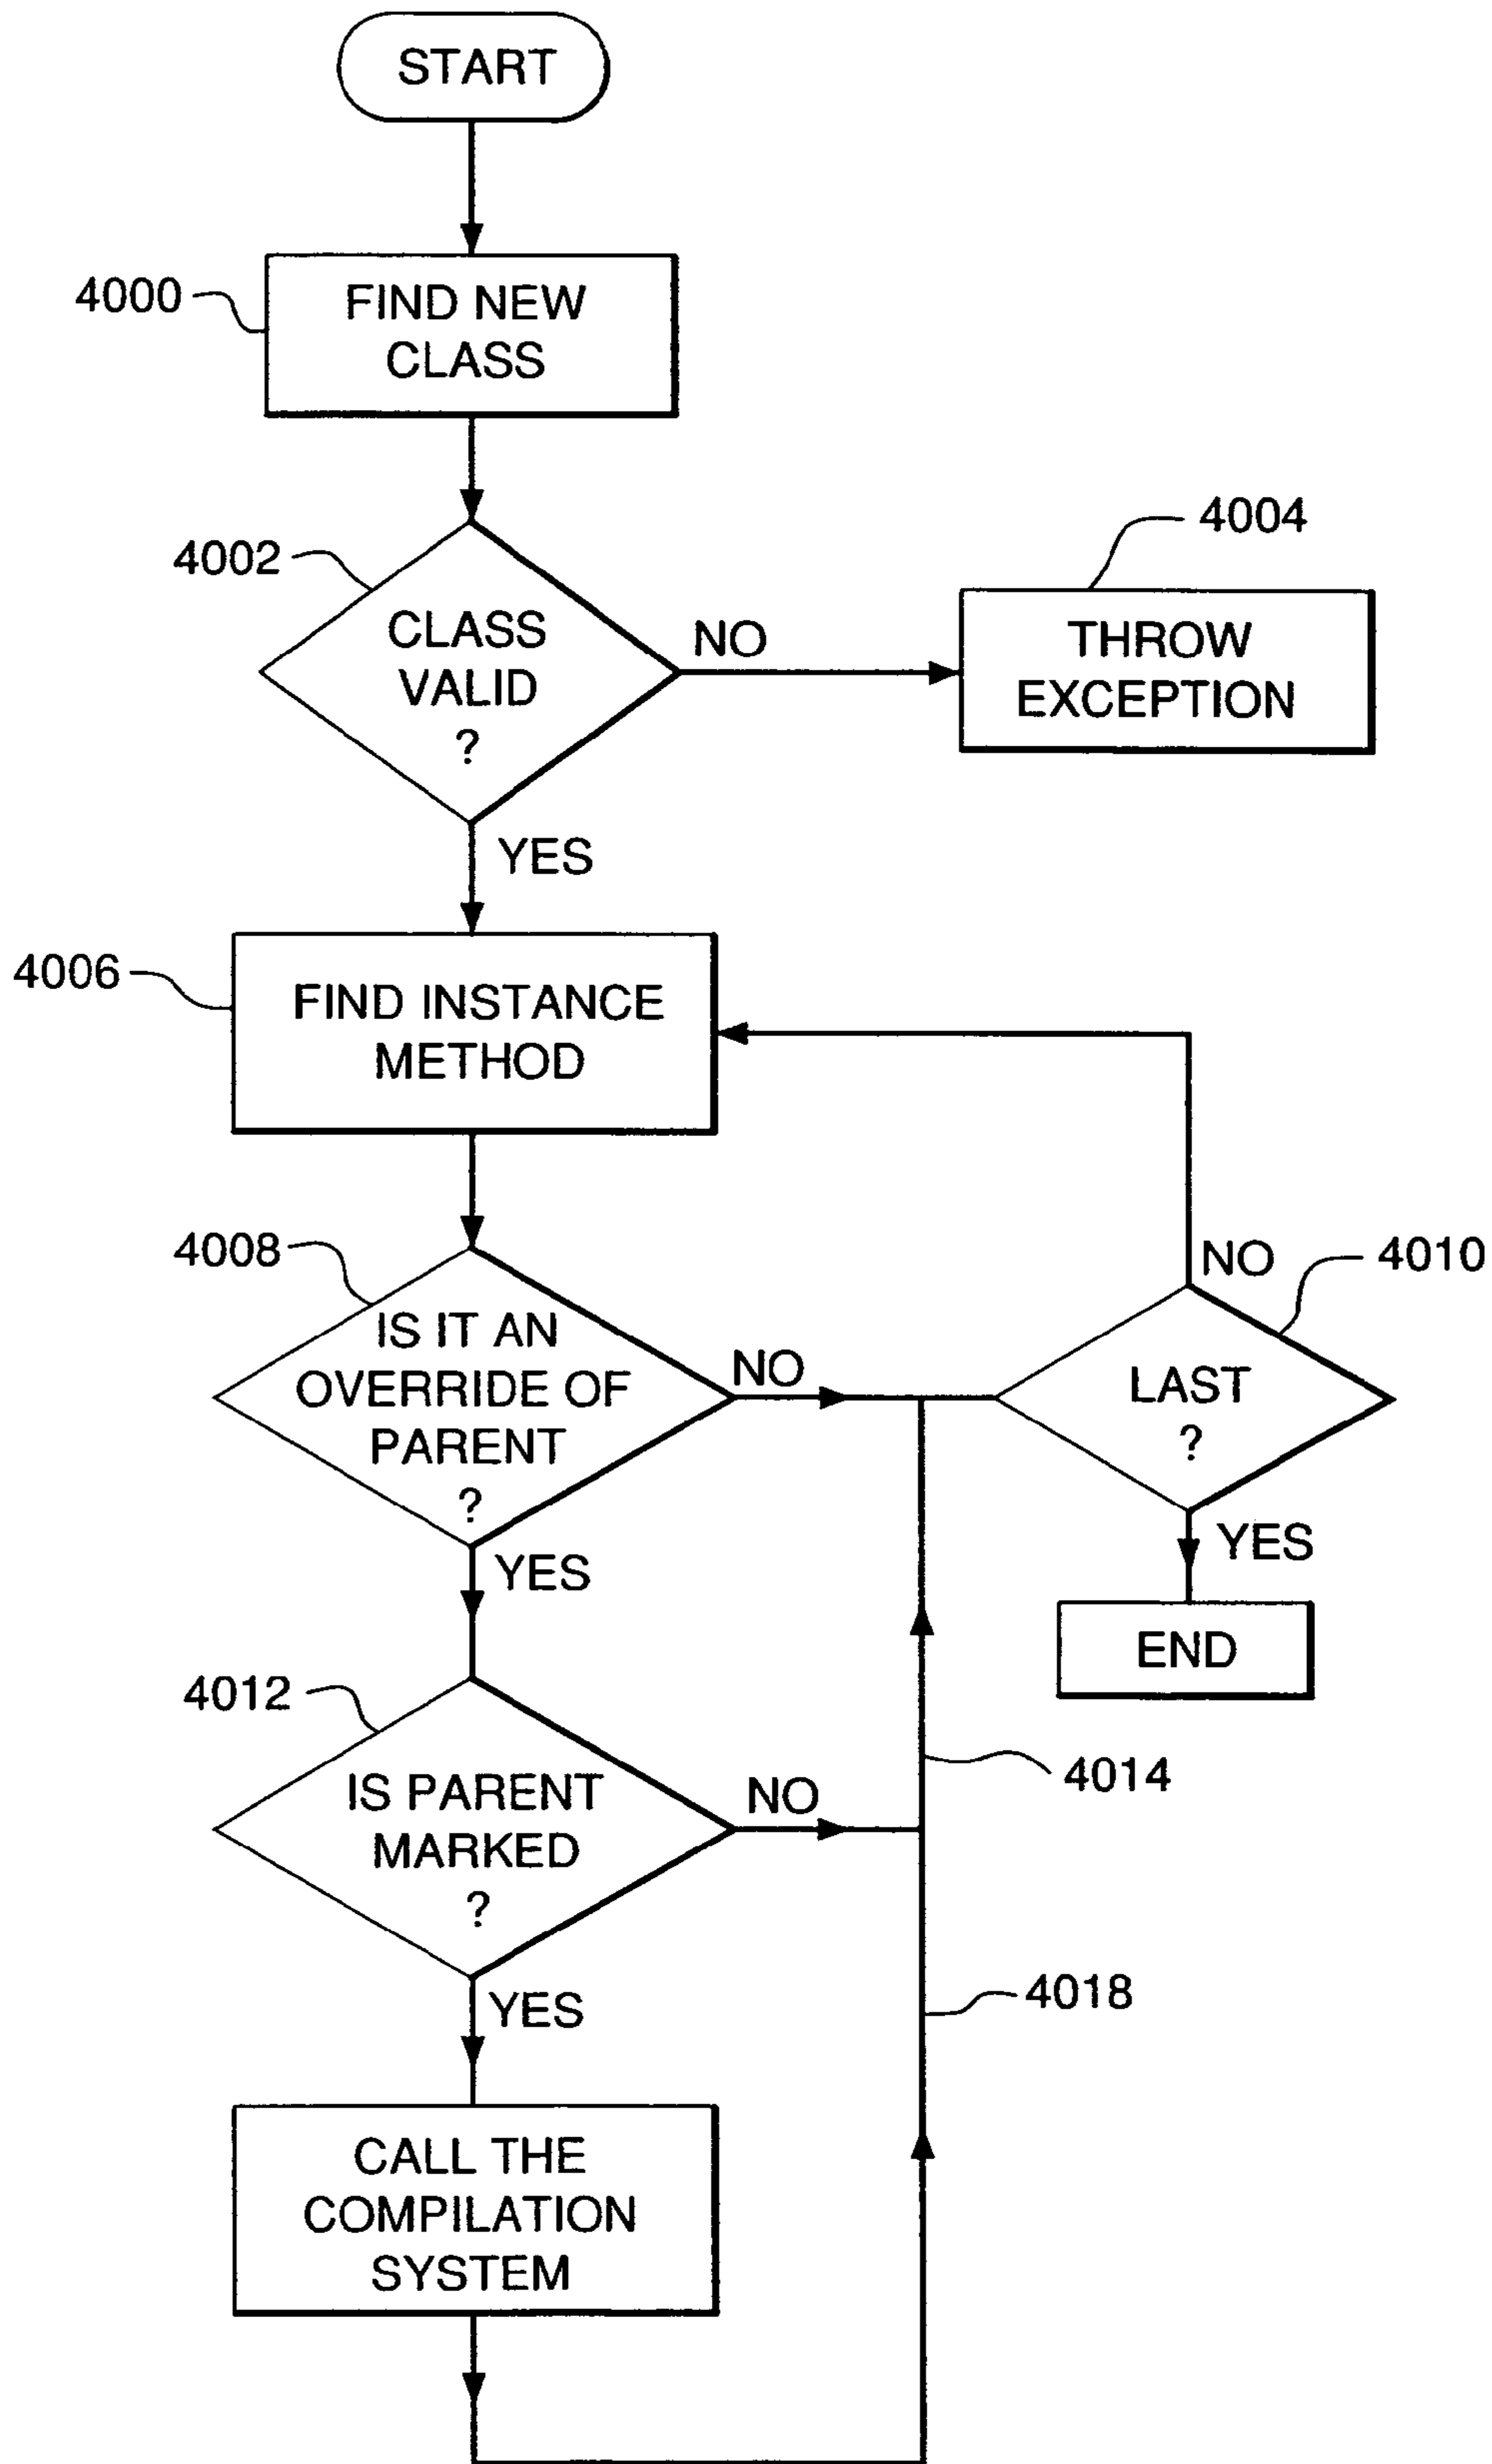 START
4000
FIND NEW
CLASS
4002
CLASS
VALID
?
NO
4004
THROW
EXCEPTION
YES
4006
FIND INSTANCE
METHOD
4008
IS IT AN
OVERRIDE OF
PARENT
?
NO
NO
4010
LAST
?
YES
END
YES
4012
IS PARENT
MARKED
?
NO
4014
4018
YES
CALL THE
COMPILATION
SYSTEM